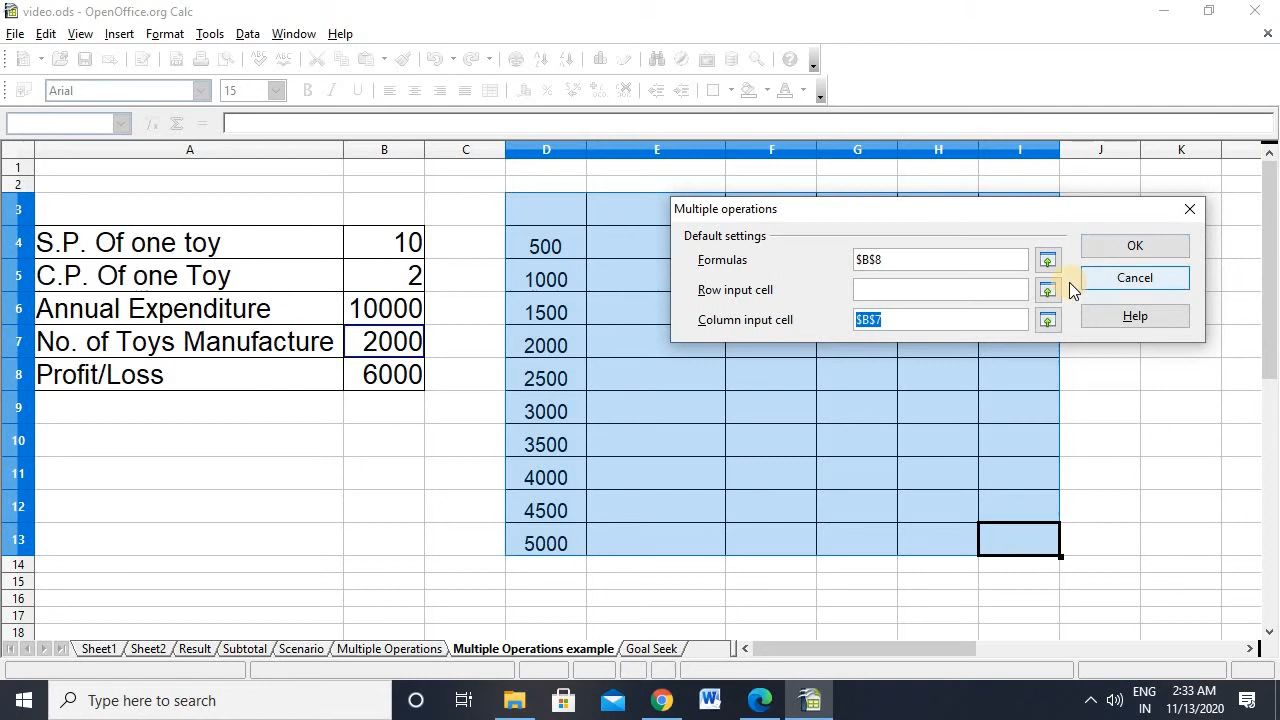 video.ods - OpenOffice.org Calc
File Edit View Insert Format Tools Data Window Help
Arial 15
A B C D E F G H I J K
1
2
3
4 S.P. Of one toy 10 500
5 C.P. Of one Toy 2 1000
6 Annual Expenditure 10000 1500
7 No. of Toys Manufacture 2000 2000
8 Profit/Loss 6000 2500
9 3000
10 3500
11 4000
12 4500
13 5000
14
15
16
17
18
Multiple operations
Default settings
Formulas $B$8
Row input cell
Column input cell $B$7
OK
Cancel
Help
Sheet1 Sheet2 Result Subtotal Scenario Multiple Operations Multiple Operations example Goal Seek
Type here to search
ENG
IN
2:33 AM
11/13/2020